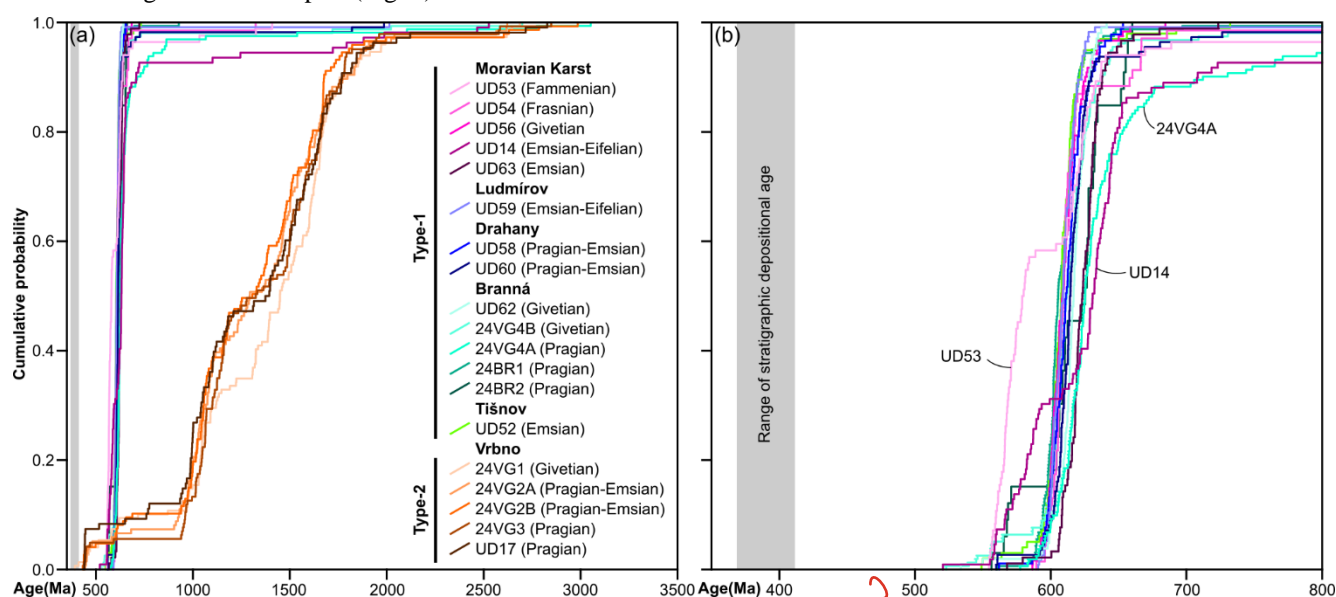 (a)
(b)
1.0
0.8
0.6
0.4
0.2
0.0
Cumulative probability
Moravian Karst
UD53 (Fammenian)
UD54 (Frasnian)
UD56 (Givetian
UD14 (Emsian-Eifelian)
UD63 (Emsian)
Ludmírov
UD59 (Emsian-Eifelian)
Drahany
UD58 (Pragian-Emsian)
UD60 (Pragian-Emsian)
Branná
UD62 (Givetian)
24VG4B (Givetian)
24VG4A (Pragian)
24BR1 (Pragian)
24BR2 (Pragian)
Tišnov
UD52 (Emsian)
Vrbno
24VG1 (Givetian)
24VG2A (Pragian-Emsian)
24VG2B (Pragian-Emsian)
24VG3 (Pragian)
UD17 (Pragian)
Type-1
Type-2
Range of stratigraphic depositional age
24VG4A
UD14
UD53
Age(Ma) 500 1000 1500 2000 2500 3000 3500
Age(Ma) 400 500 600 700 800